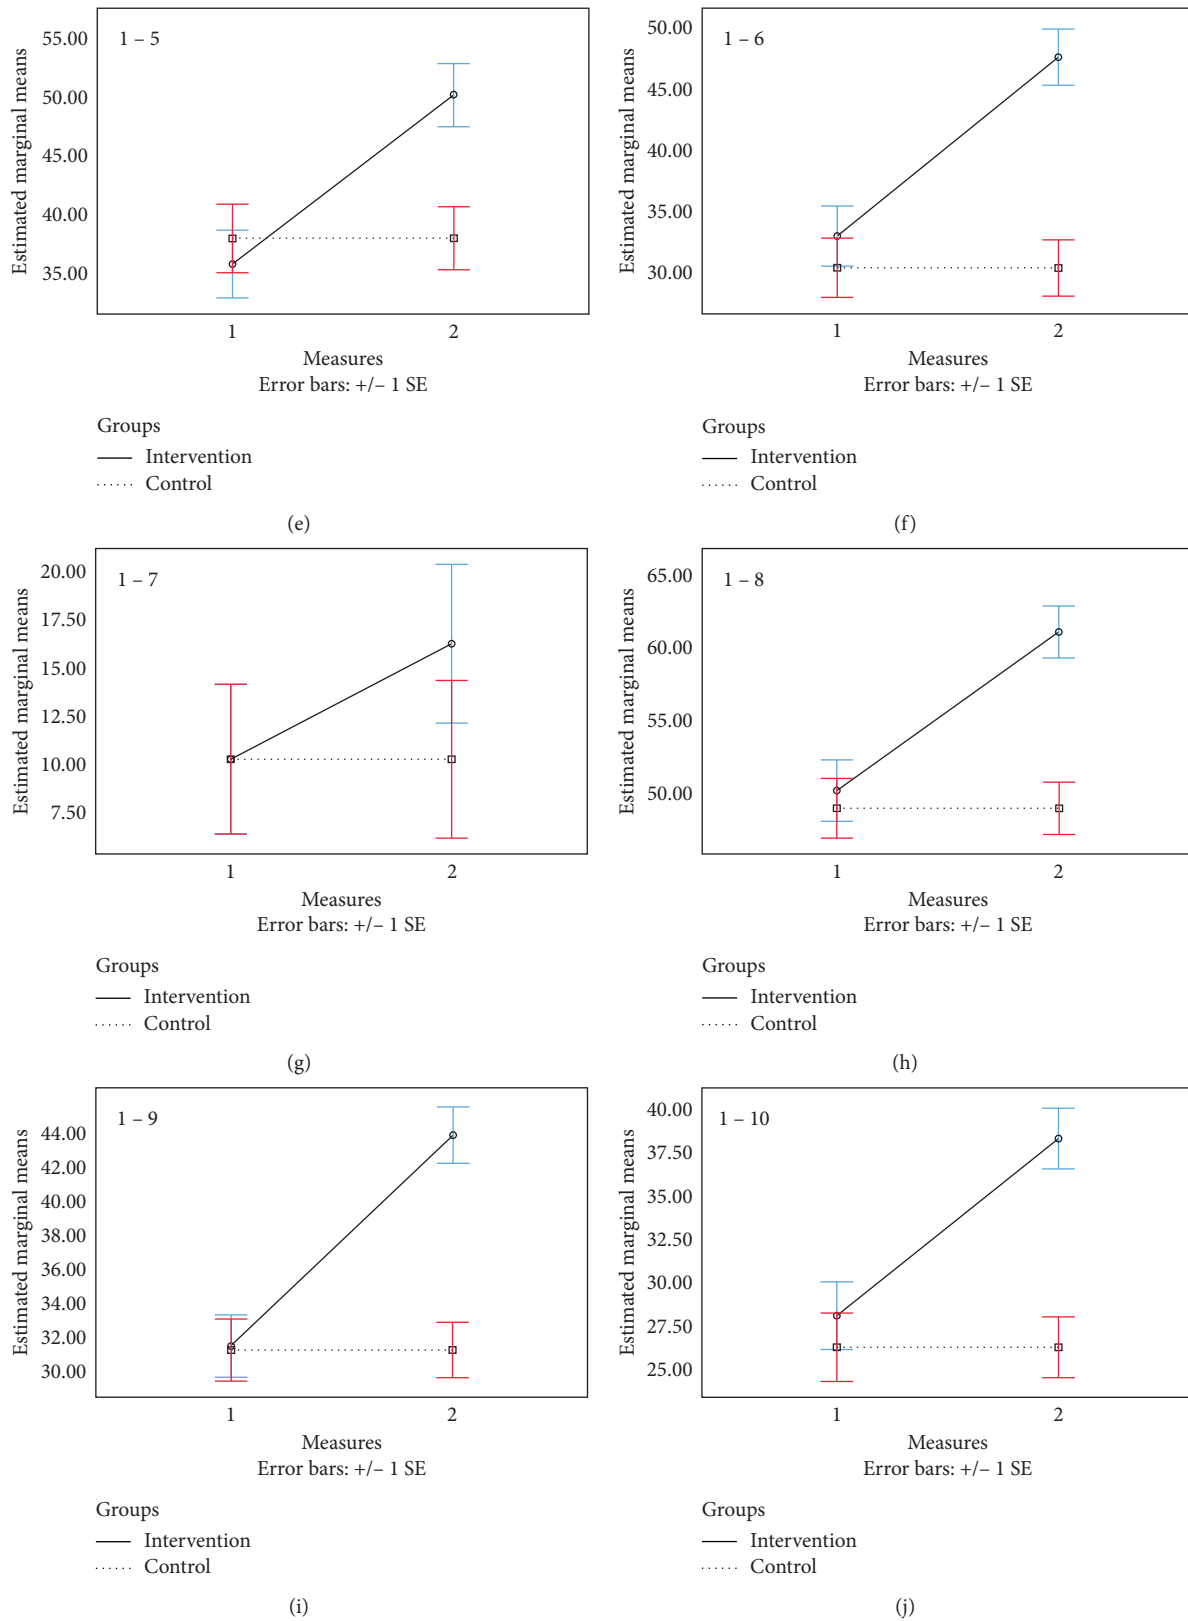 1 – 5
Estimated marginal means
55.00
50.00
45.00
40.00
35.00
1 2
Measures
Error bars: +/– 1 SE
Groups
Intervention
Control
(e)
1 – 6
Estimated marginal means
50.00
45.00
40.00
35.00
30.00
1 2
Measures
Error bars: +/– 1 SE
Groups
Intervention
Control
(f)
1 – 7
Estimated marginal means
20.00
17.50
15.00
12.50
10.00
7.50
1 2
Measures
Error bars: +/– 1 SE
Groups
Intervention
Control
(g)
1 – 8
Estimated marginal means
65.00
60.00
55.00
50.00
1 2
Measures
Error bars: +/– 1 SE
Groups
Intervention
Control
(h)
1 – 9
Estimated marginal means
44.00
42.00
40.00
38.00
36.00
34.00
32.00
30.00
1 2
Measures
Error bars: +/– 1 SE
Groups
Intervention
Control
(i)
1 – 10
Estimated marginal means
40.00
37.50
35.00
32.50
30.00
27.50
25.00
1 2
Measures
Error bars: +/– 1 SE
Groups
Intervention
Control
(j)